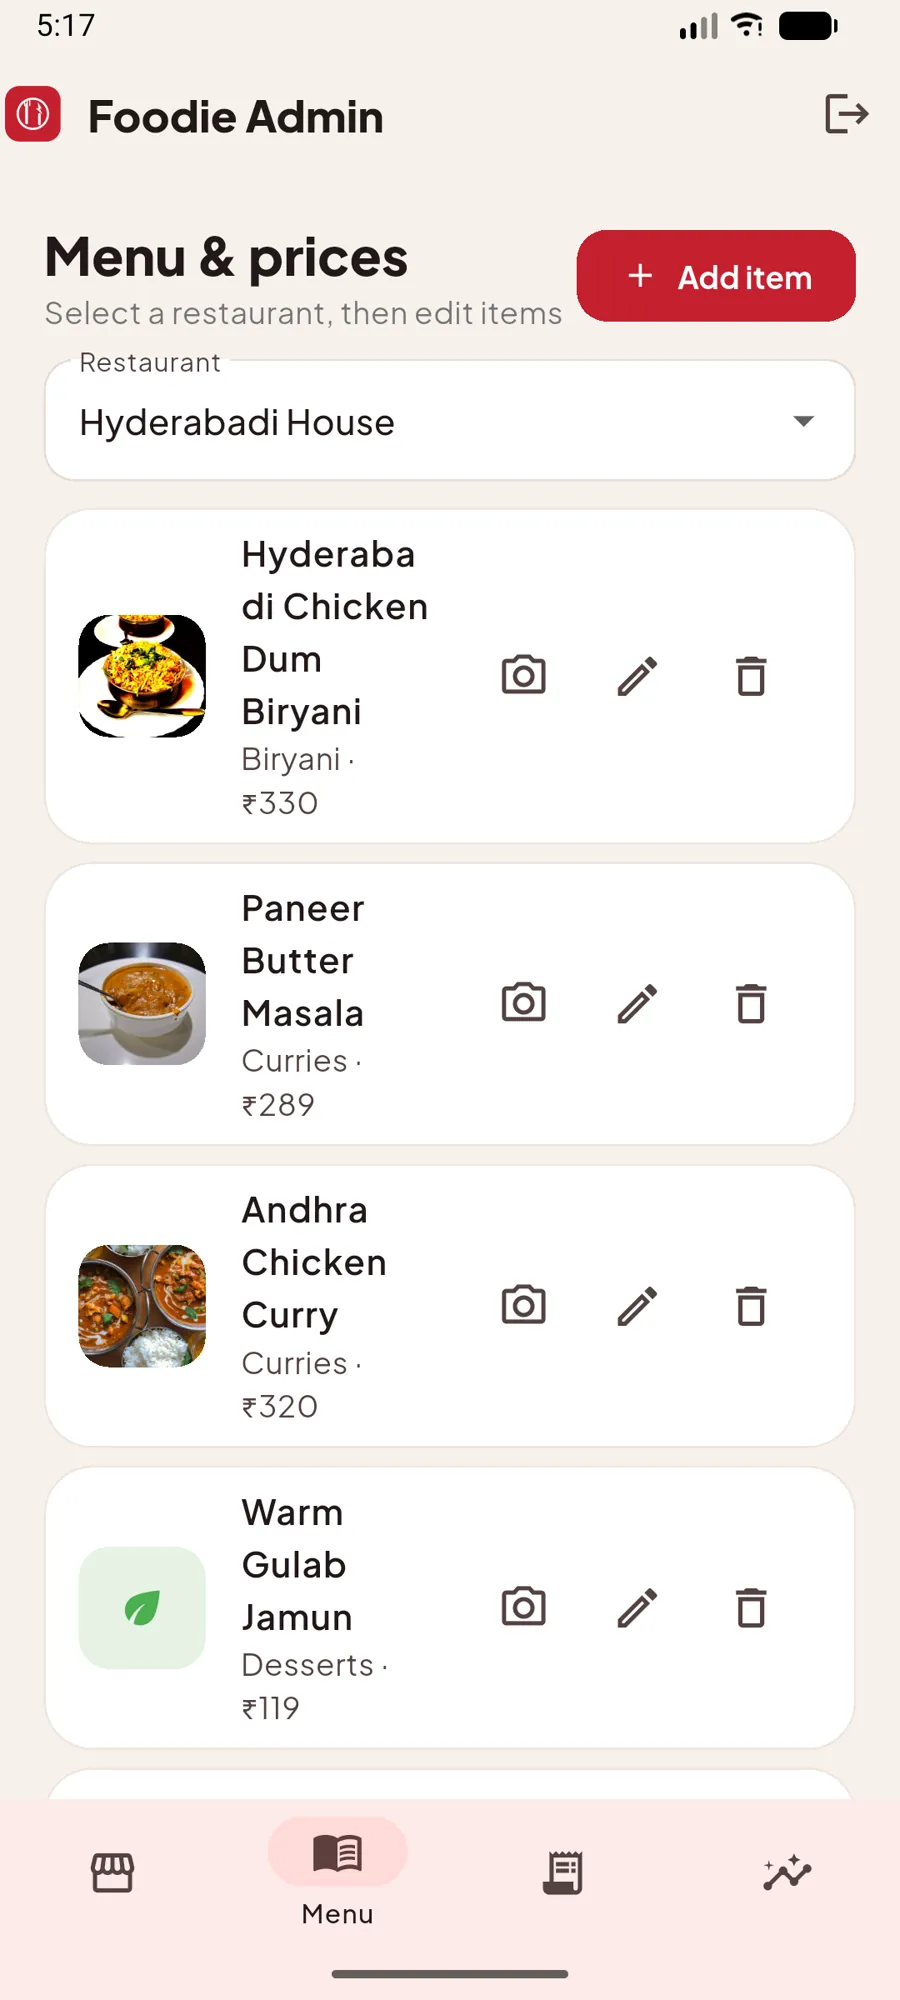 5:17
Foodie Admin
Menu & prices
Add item
Select a restaurant, then edit items
Restaurant
Hyderabadi House
Hyderaba
di Chicken
Dum
Biryani
Biryani ·
₹330
Paneer
Butter
Masala
Curries ·
₹289
Andhra
Chicken
Curry
Curries ·
₹320
Warm
Gulab
Jamun
Desserts ·
₹119
Menu